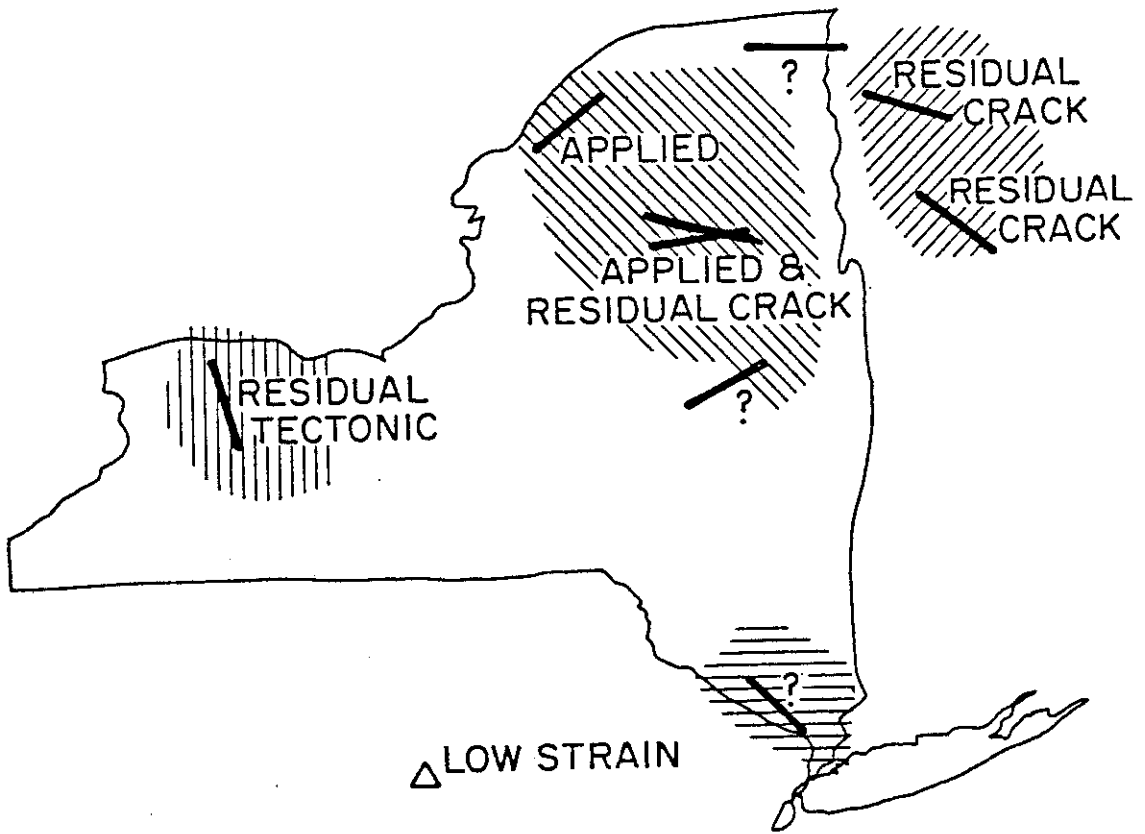 ?
RESIDUAL
CRACK
APPLIED
RESIDUAL
CRACK
APPLIED &
RESIDUAL CRACK
RESIDUAL
TECTONIC
?
?
LOW STRAIN